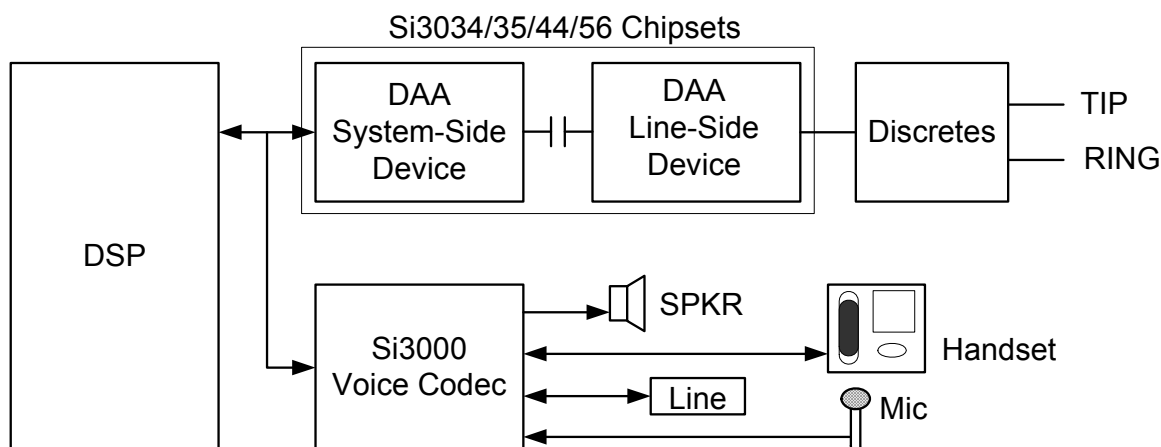 Si3034/35/44/56 Chipsets
DSP
DAA
System-Side
Device
DAA
Line-Side
Device
Discretes
TIP
RING
Si3000
Voice Codec
SPKR
Handset
Line
Mic